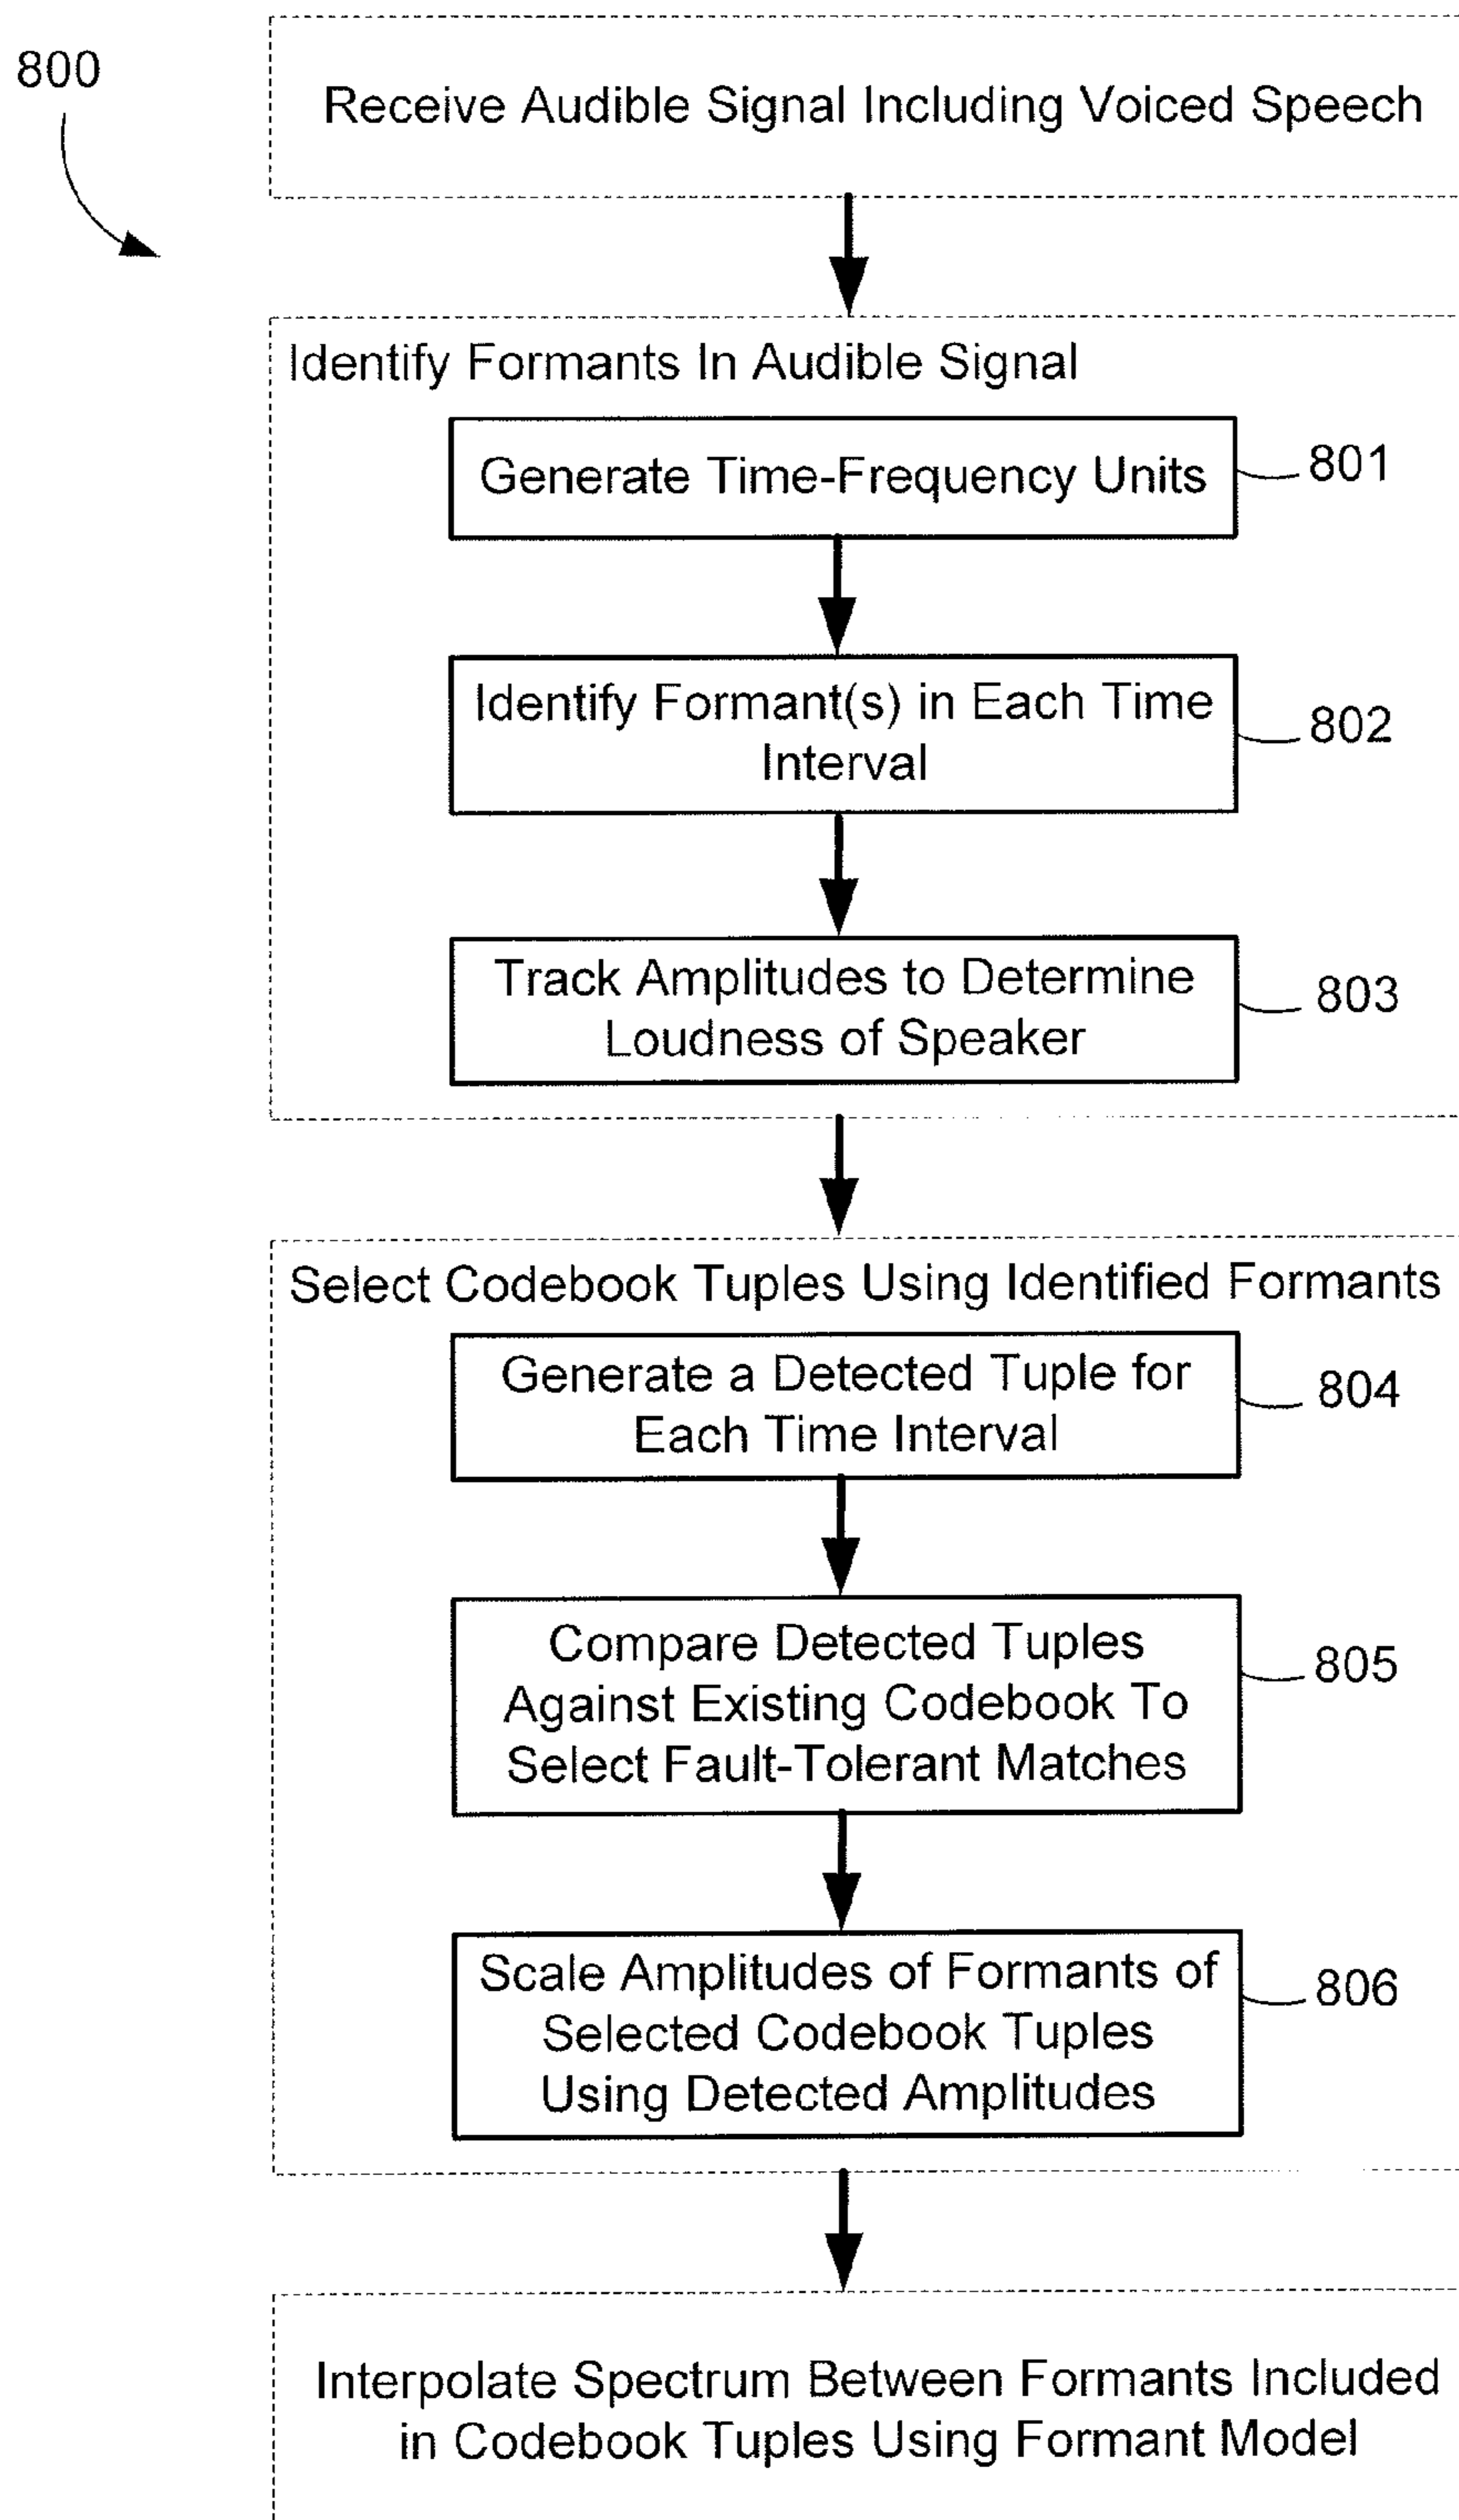 800
Receive Audible Signal Including Voiced Speech
Identify Formants In Audible Signal
Generate Time-Frequency Units
801
Identify Formant(s) in Each Time
Interval
802
Track Amplitudes to Determine
Loudness of Speaker
803
Select Codebook Tuples Using Identified Formants
Generate a Detected Tuple for
Each Time Interval
804
Compare Detected Tuples
Against Existing Codebook To
Select Fault-Tolerant Matches
805
Scale Amplitudes of Formants of
Selected Codebook Tuples
Using Detected Amplitudes
806
Interpolate Spectrum Between Formants Included
in Codebook Tuples Using Formant Model